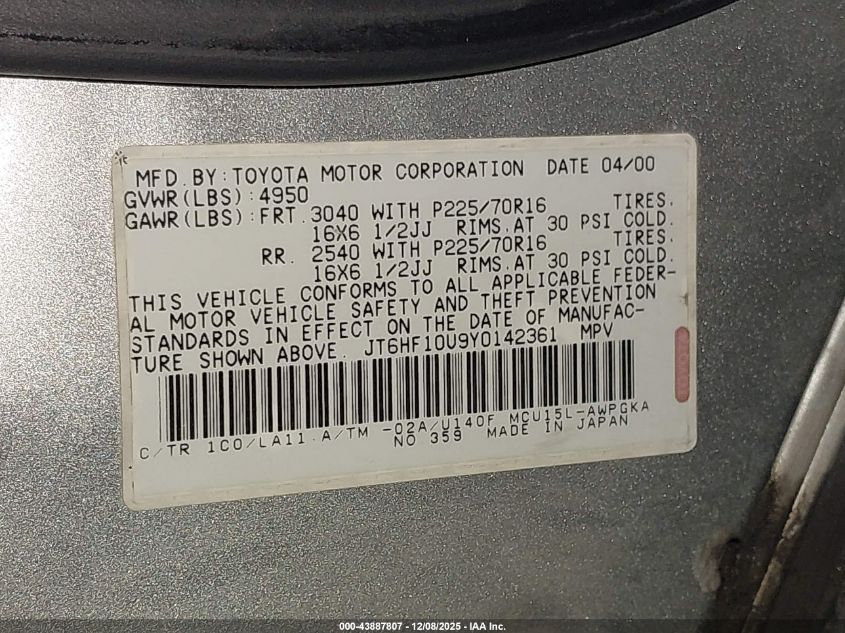 MFD. BY: TOYOTA MOTOR CORPORATION DATE 04/00
GVWR(LBS): 4950
GAWR(LBS): FRT. 3040 WITH P225/70R16 TIRES.
16X6 1/2JJ RIMS, AT 30 PSI COLD.
RR. 2540 WITH P225/70R16 TIRES.
16X6 1/2JJ RIMS, AT 30 PSI COLD.
THIS VEHICLE CONFORMS TO ALL APPLICABLE FEDER-
AL MOTOR VEHICLE SAFETY AND THEFT PREVENTION
STANDARDS IN EFFECT ON THE DATE OF MANUFAC-
TURE SHOWN ABOVE. JT6HF10U9Y0142361 MPV
C/TR 1C0/LA11 A/TM -02A/U140F MCU15L-AWPGKA
NO 359 MADE IN JAPAN
000-43887807 - 12/08/2025 - IAA Inc.